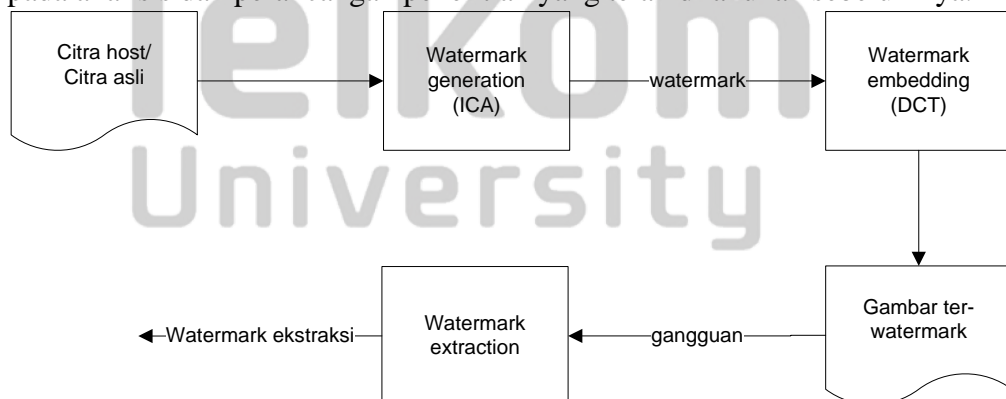 Telkom
University
Citra host/
Citra asli
Watermark
generation
(ICA)
watermark
Watermark
embedding
(DCT)
Gambar ter-
watermark
gangguan
Watermark
extraction
Watermark ekstraksi